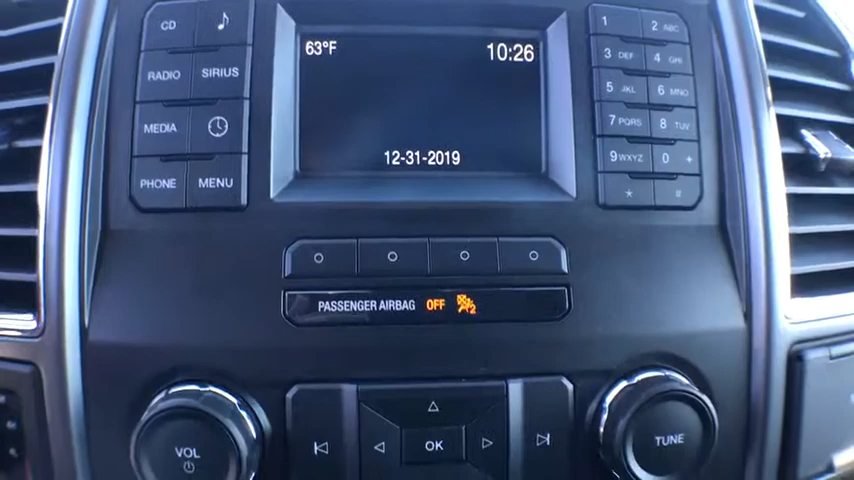 CD
RADIO SIRIUS
MEDIA
PHONE MENU
63°F 10:26
12-31-2019
1 2 ABC
3 DEF 4 GHI
5 JKL 6 MNO
7 PQRS 8 TUV
9 WXYZ 0 +
* #
PASSENGER AIRBAG OFF 2
VOL
OK
TUNE